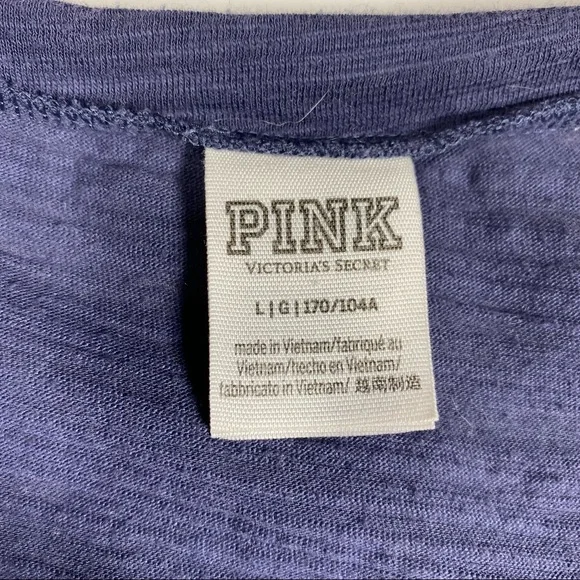 PINK
VICTORIA'S SECRET
L|G|170/104A
made in Vietnam/fabriqué au
Vietnam/hecho en Vietnam/
fabbricato in Vietnam/ 越南制造